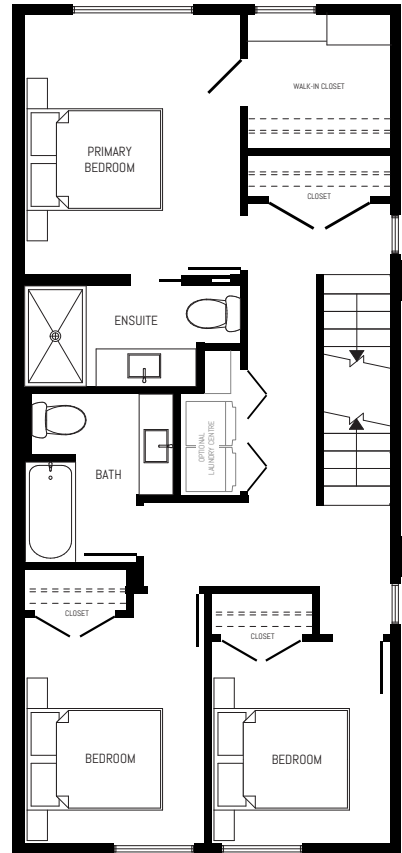 WALK-IN CLOSET
PRIMARY
BEDROOM
CLOSET
ENSUITE
OPTIONAL
LAUNDRY CENTRE
BATH
CLOSET
CLOSET
BEDROOM
BEDROOM